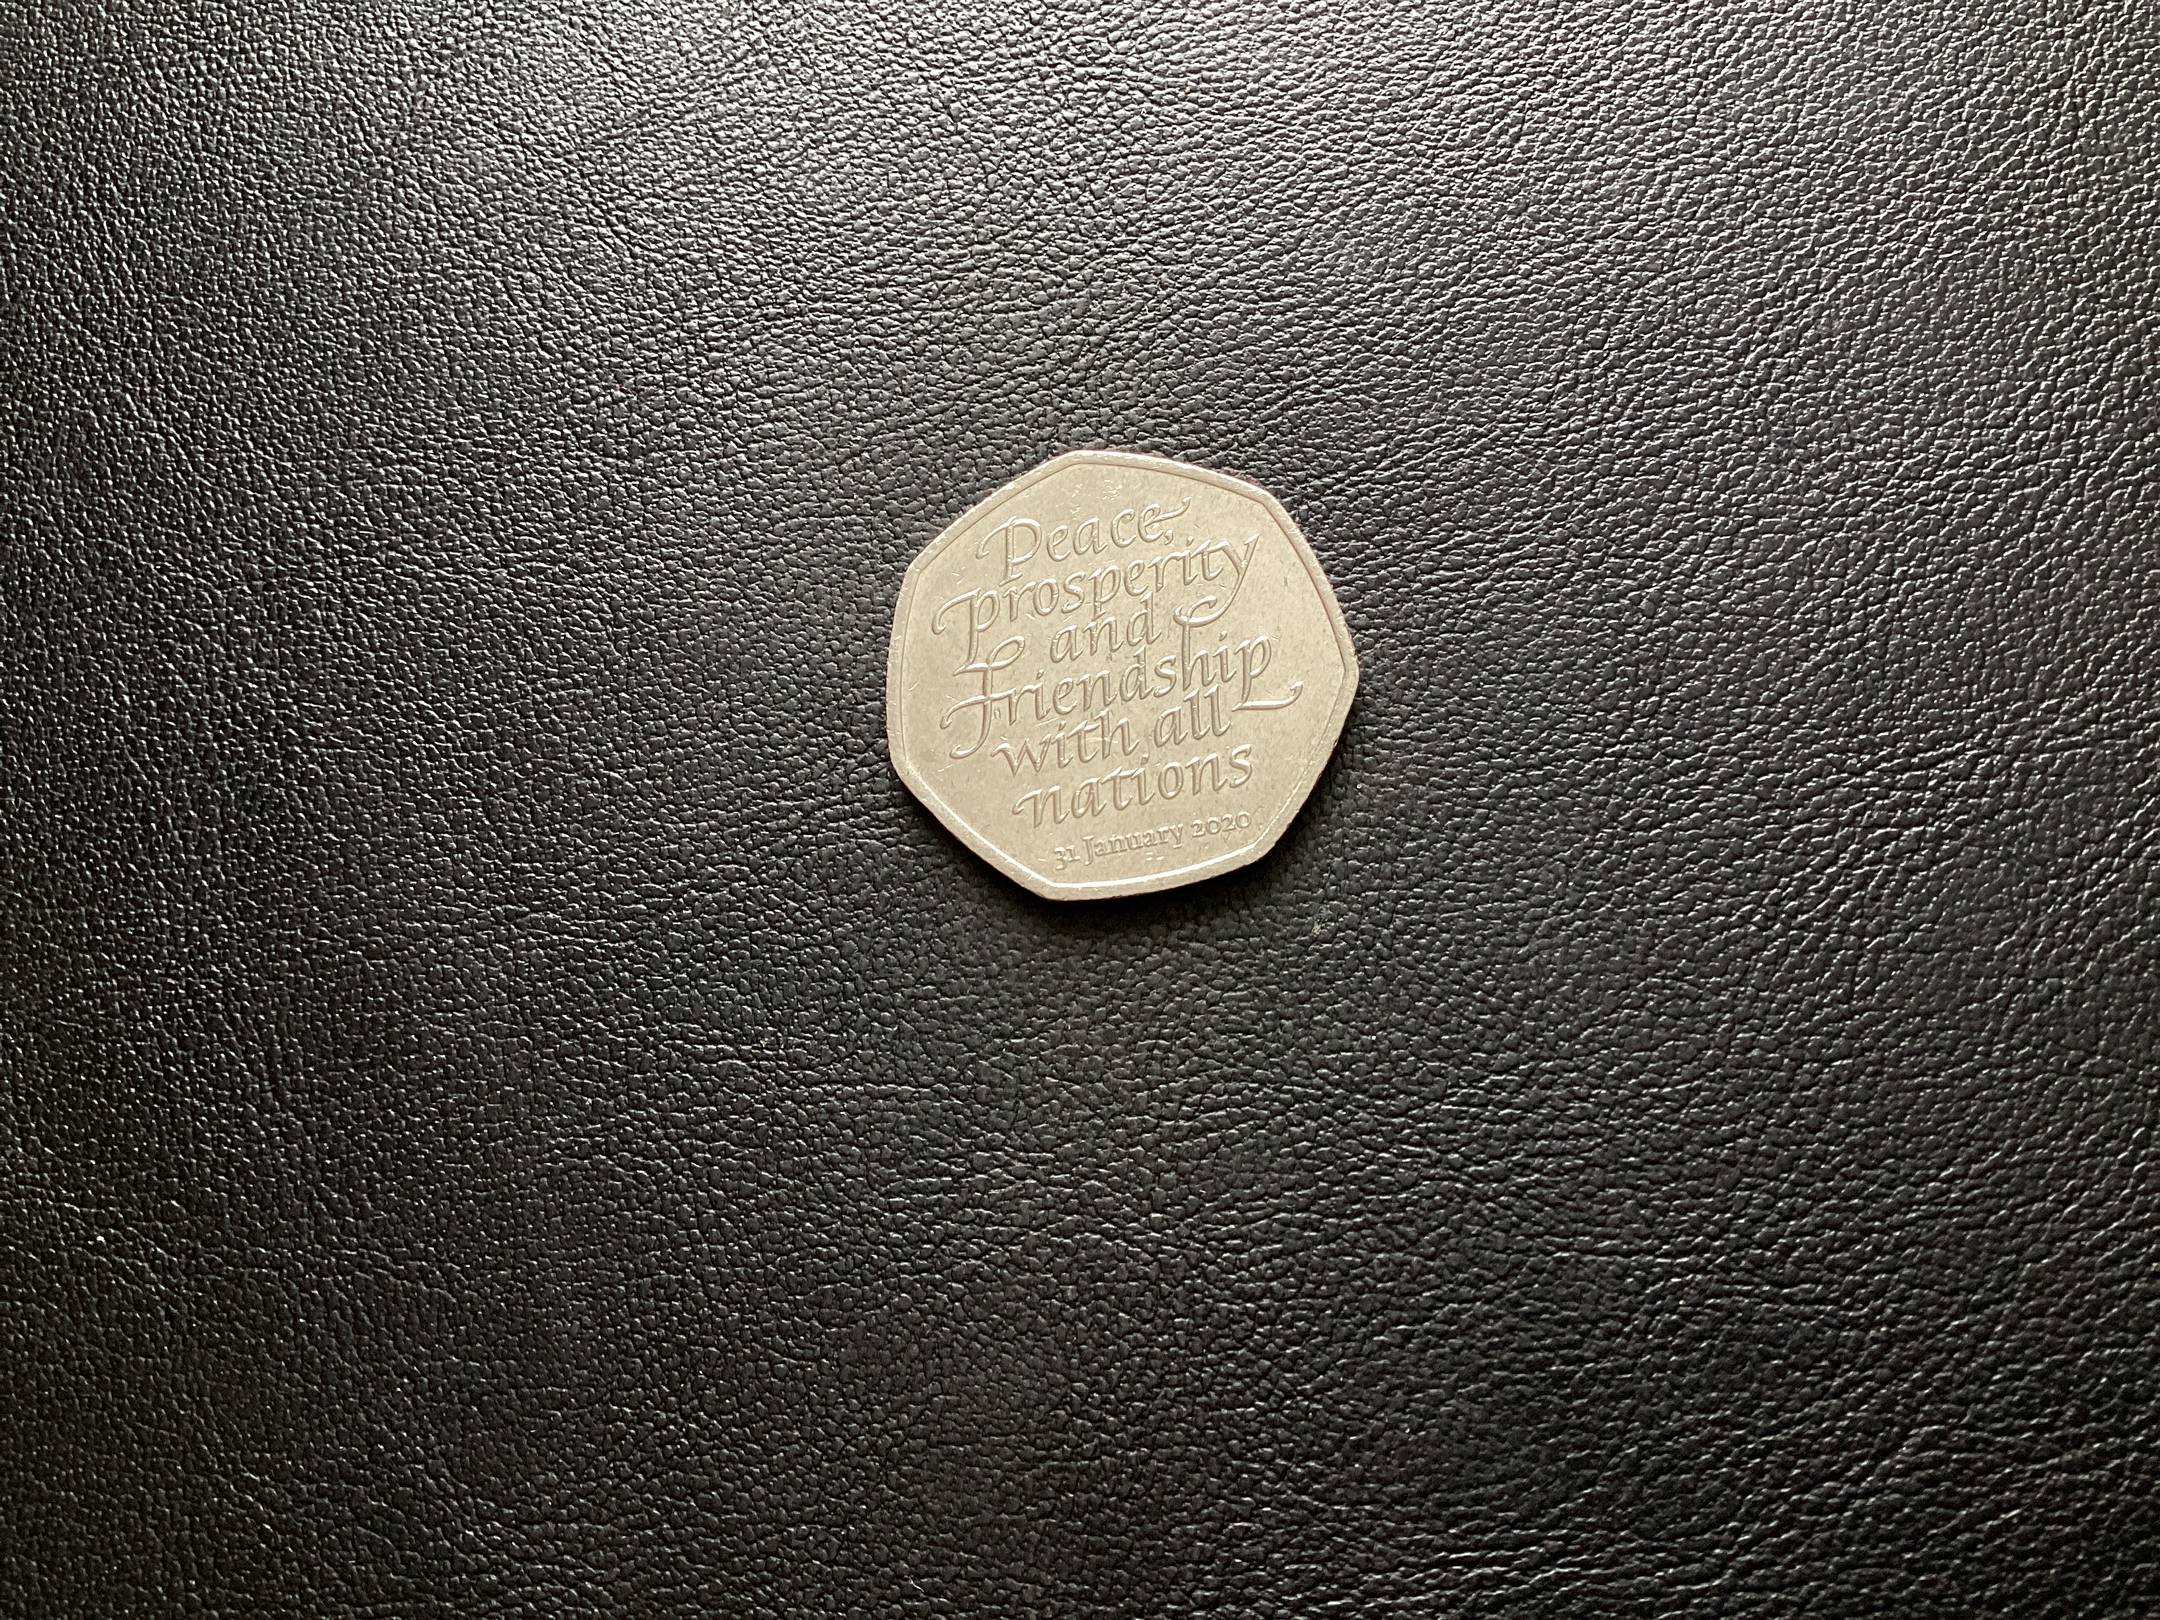 Peace,
prosperity
and
friendship
with all
nations
31 January 2020